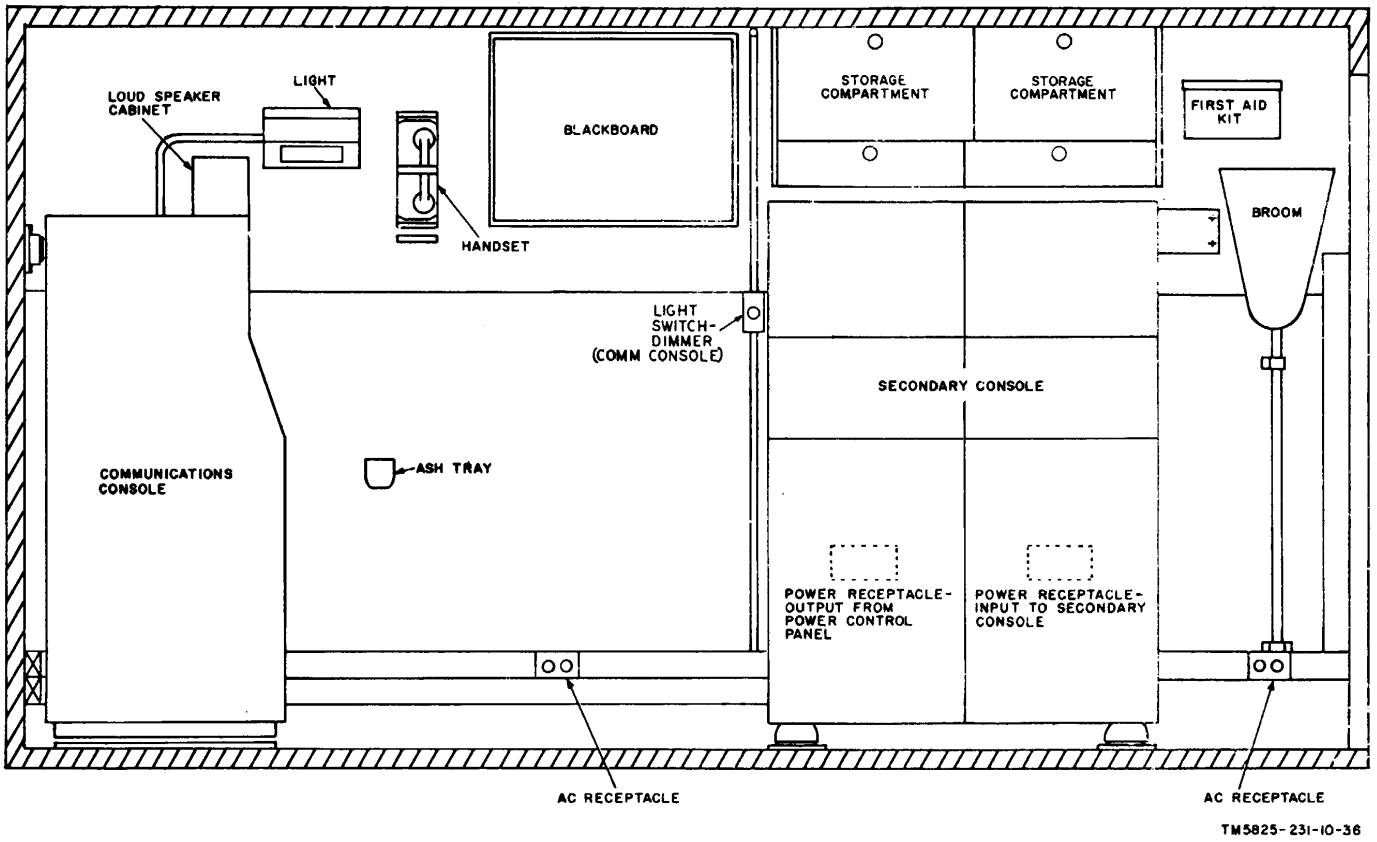 LIGHT
LOUD SPEAKER
CABINET
HANDSET
BLACKBOARD
STORAGE
COMPARTMENT
STORAGE
COMPARTMENT
FIRST AID
KIT
BROOM
LIGHT
SWITCH-
DIMMER
(COMM CONSOLE)
SECONDARY CONSOLE
COMMUNICATIONS
CONSOLE
ASH TRAY
POWER RECEPTACLE-
OUTPUT FROM
POWER CONTROL
PANEL
POWER RECEPTACLE-
INPUT TO SECONDARY
CONSOLE
AC RECEPTACLE
AC RECEPTACLE
TM5825-231-10-36